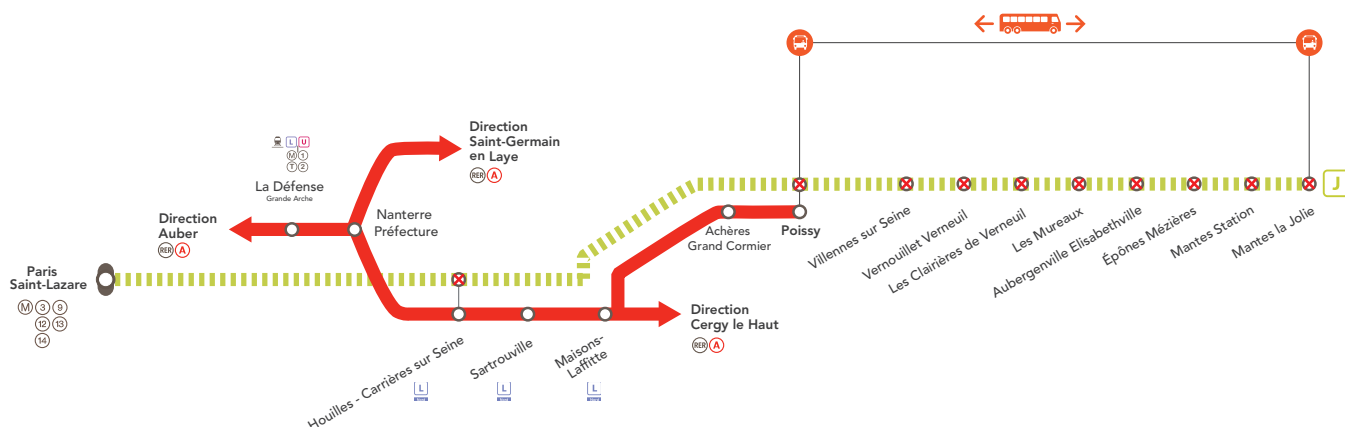 Direction
Saint-Germain
en Laye
RER A
L U
M 1
T 2
La Défense
Grande Arche
Direction
Auber
RER A
Nanterre
Préfecture
Paris
Saint-Lazare
M 3 9
12 13
14
Houilles - Carrières sur Seine
L
Sartrouville
L
Maisons-
Laffitte
L
Direction
Cergy le Haut
RER A
Achères
Grand Cormier
Poissy
Villennes sur Seine
Vernouillet Verneuil
Les Clairières de Verneuil
Les Mureaux
Aubergenville Elisabethville
Épônes Mézières
Mantes Station
Mantes la Jolie
J